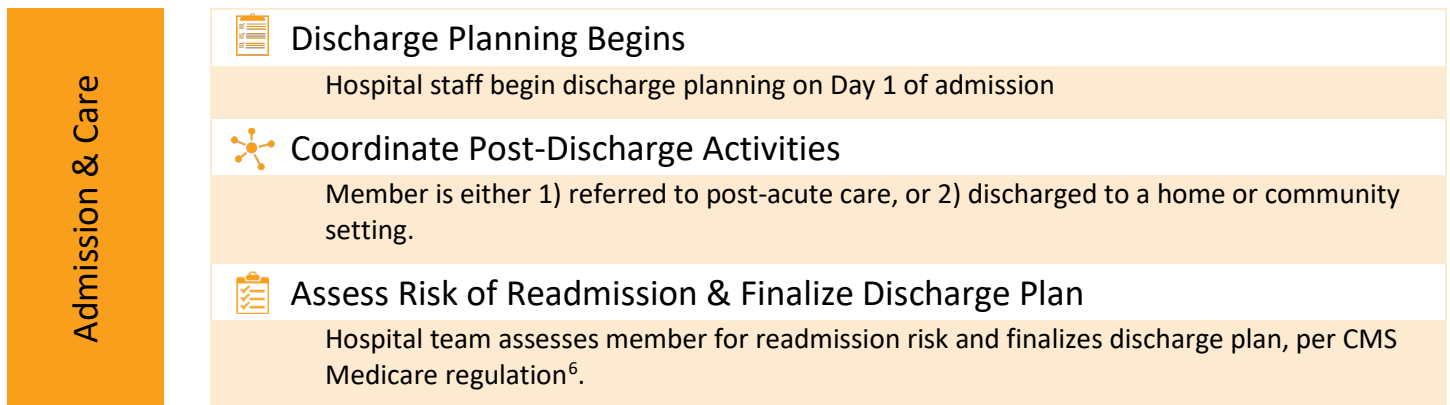 Admission & Care
Discharge Planning Begins
Hospital staff begin discharge planning on Day 1 of admission
Coordinate Post-Discharge Activities
Member is either 1) referred to post-acute care, or 2) discharged to a home or community
setting.
Assess Risk of Readmission & Finalize Discharge Plan
Hospital team assesses member for readmission risk and finalizes discharge plan, per CMS
Medicare regulation⁶.